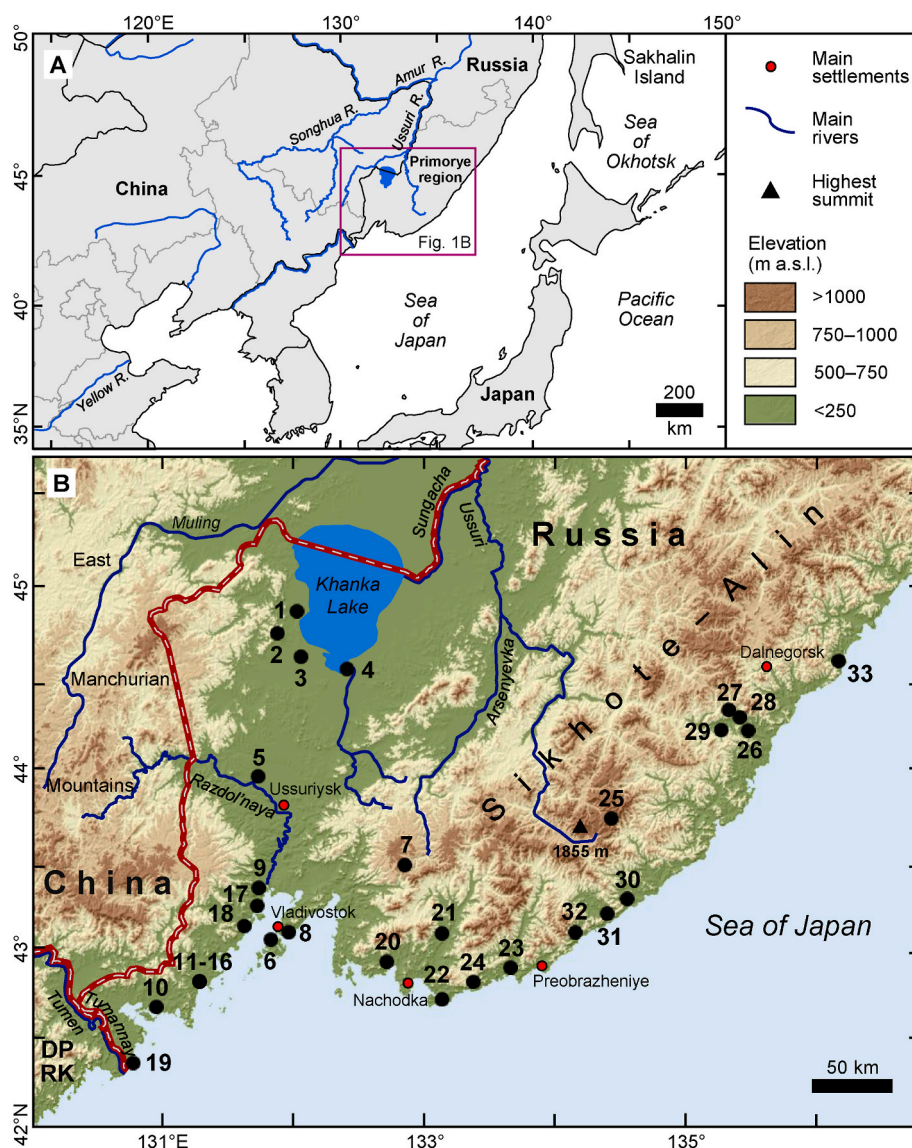 120°E
130°
140°
150°
50°
45°
40°
35°N
A
Russia
Amur R.
Songhua R.
Ussuri R.
China
Primorye
region
Fig. 1B
Sakhalin
Island
Sea
of
Okhotsk
Sea
of
Japan
Pacific
Ocean
Yellow R.
Japan
200
km
Main
settlements
Main
rivers
Highest
summit
Elevation
(m a.s.l.)
>1000
750–1000
500–750
<250
B
Muling
Sungacha
Ussuri
Russia
East
Manchurian
Mountains
45°
44°
43°
42°N
Khanka
Lake
1
2
3
4
Arsenyevka
Sikhote-Alin
Dalnegorsk
33
27
28
29
26
5
Razdol'naya
Ussuriysk
25
1855 m
7
China
9
17
18
Vladivostok
8
6
30
32
31
Sea of Japan
21
20
23
24
22
11-16
10
Nachodka
Preobrazheniye
Tumen
Tumannay
DP
RK
19
50 km
131°E
133°
135°